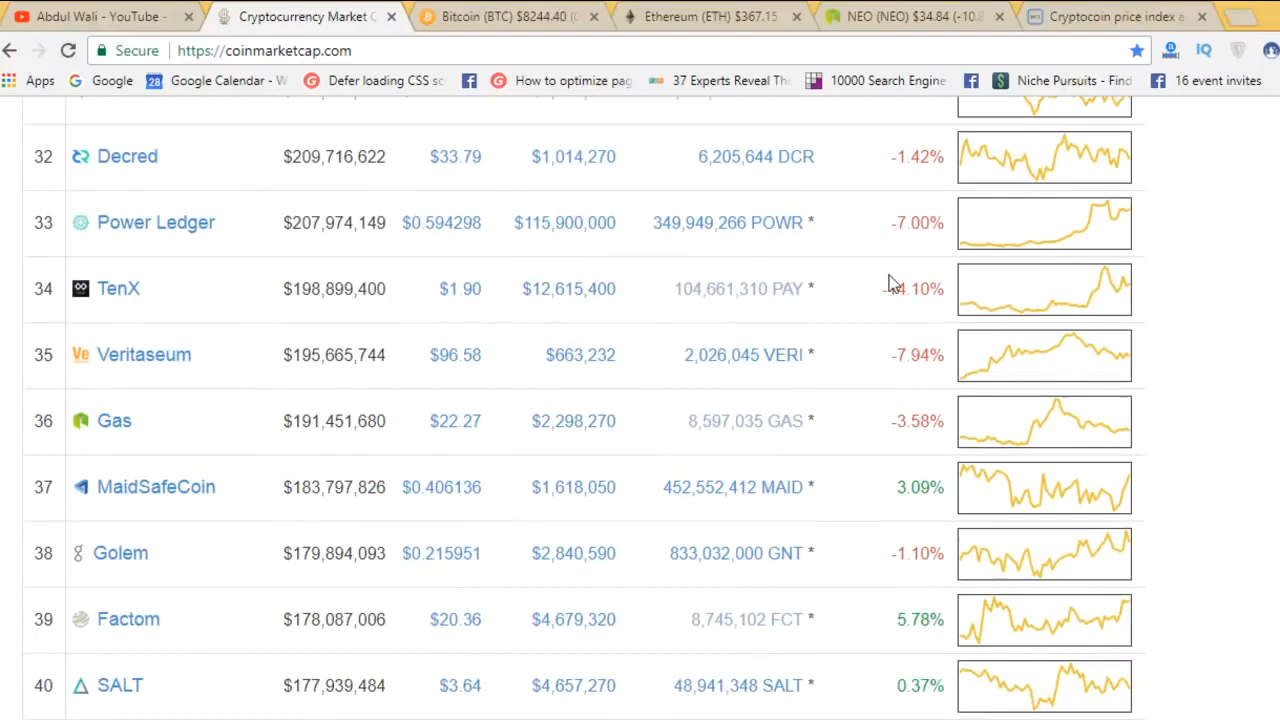 Abdul Wali - YouTube - Cryptocurrency Market C Bitcoin (BTC) $8244.40 ( Ethereum (ETH) $367.15 NEO (NEO) $34.84 (-10.8 Cryptocoin price index a
Secure https://coinmarketcap.com IQ
Apps G Google 28 Google Calendar - W G Defer loading CSS sc G How to optimize pag 37 Experts Reveal The 10000 Search Engine S Niche Pursuits - Find 16 event invites
32 Decred $209,716,622 $33.79 $1,014,270 6,205,644 DCR -1.42%
33 Power Ledger $207,974,149 $0.594298 $115,900,000 349,949,266 POWR * -7.00%
34 TenX $198,899,400 $1.90 $12,615,400 104,661,310 PAY *
35 Ve Veritaseum $195,665,744 $96.58 $663,232 2,026,045 VERI * -7.94%
36 Gas $191,451,680 $22.27 $2,298,270 8,597,035 GAS * -3.58%
37 MaidSafeCoin $183,797,826 $0.406136 $1,618,050 452,552,412 MAID * 3.09%
38 Golem $179,894,093 $0.215951 $2,840,590 833,032,000 GNT * -1.10%
39 Factom $178,087,006 $20.36 $4,679,320 8,745,102 FCT * 5.78%
40 SALT $177,939,484 $3.64 $4,657,270 48,941,348 SALT * 0.37%